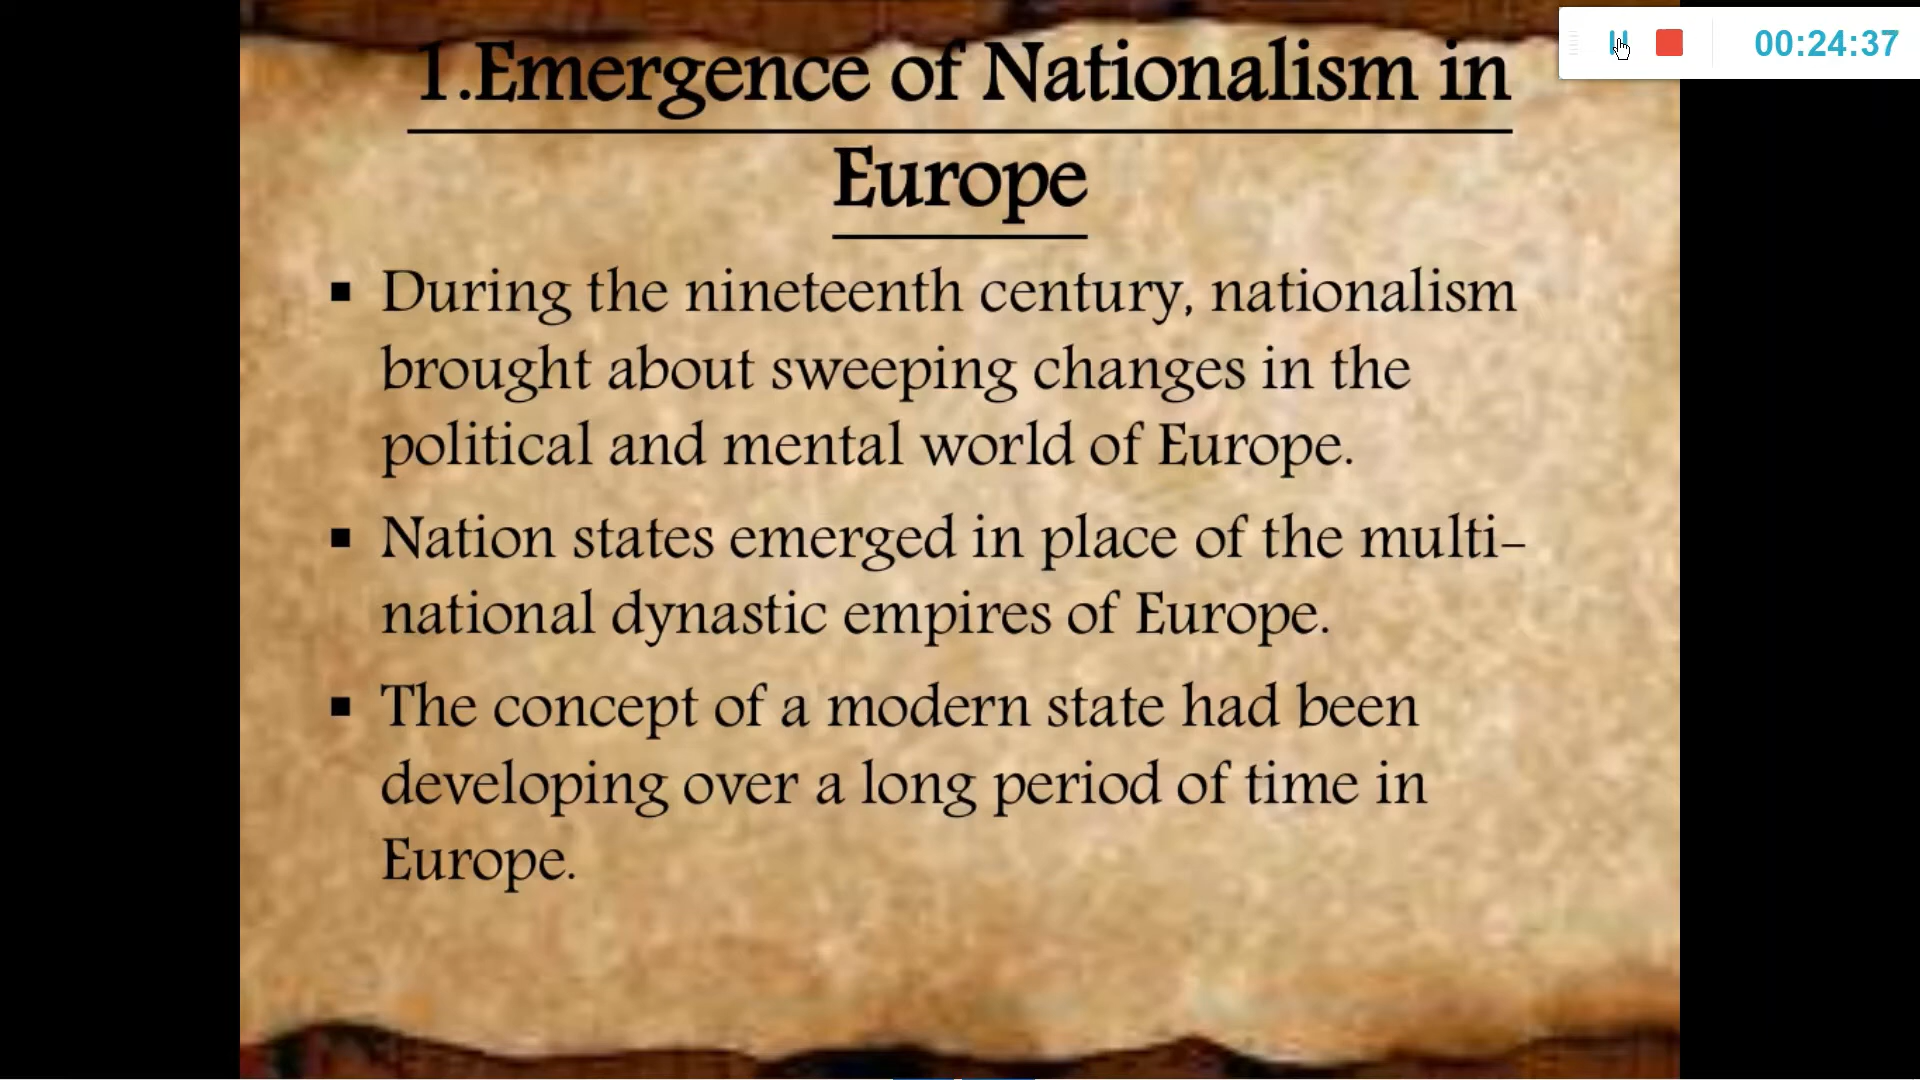 1.Emergence of Nationalism in
Europe
00:24:37
▪ During the nineteenth century, nationalism
brought about sweeping changes in the
political and mental world of Europe.
▪ Nation states emerged in place of the multi-
national dynastic empires of Europe.
▪ The concept of a modern state had been
developing over a long period of time in
Europe.